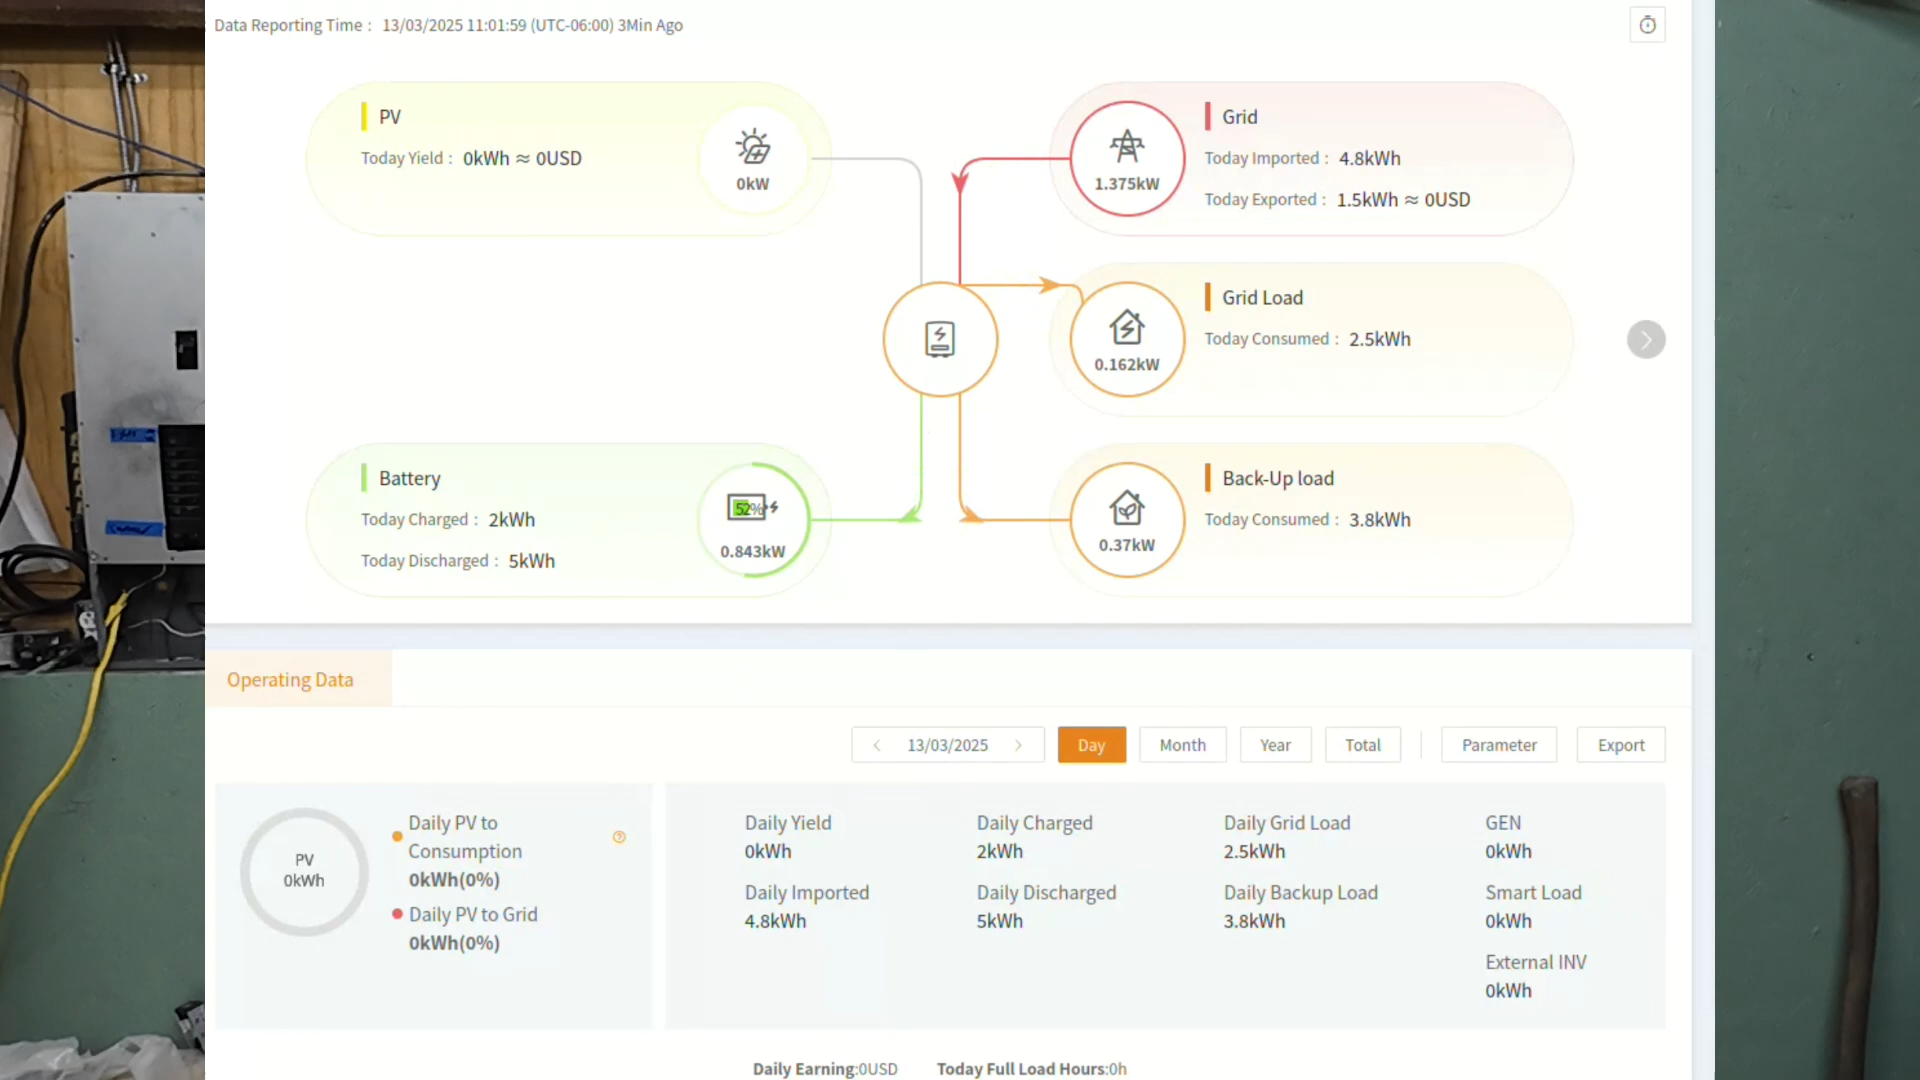 Data Reporting Time : 13/03/2025 11:01:59 (UTC-06:00) 3Min Ago
PV
Today Yield : 0kWh ≈ 0USD
0kW
Grid
Today Imported : 4.8kWh
Today Exported : 1.5kWh ≈ 0USD
1.375kW
Grid Load
Today Consumed : 2.5kWh
0.162kW
Battery
Today Charged : 2kWh
Today Discharged : 5kWh
52%
0.843kW
Back-Up load
Today Consumed : 3.8kWh
0.37kW
Operating Data
13/03/2025
Day
Month
Year
Total
Parameter
Export
PV
0kWh
Daily PV to
Consumption
0kWh(0%)
Daily PV to Grid
0kWh(0%)
Daily Yield
0kWh
Daily Charged
2kWh
Daily Grid Load
2.5kWh
GEN
0kWh
Daily Imported
4.8kWh
Daily Discharged
5kWh
Daily Backup Load
3.8kWh
Smart Load
0kWh
External INV
0kWh
Daily Earning:0USD
Today Full Load Hours:0h